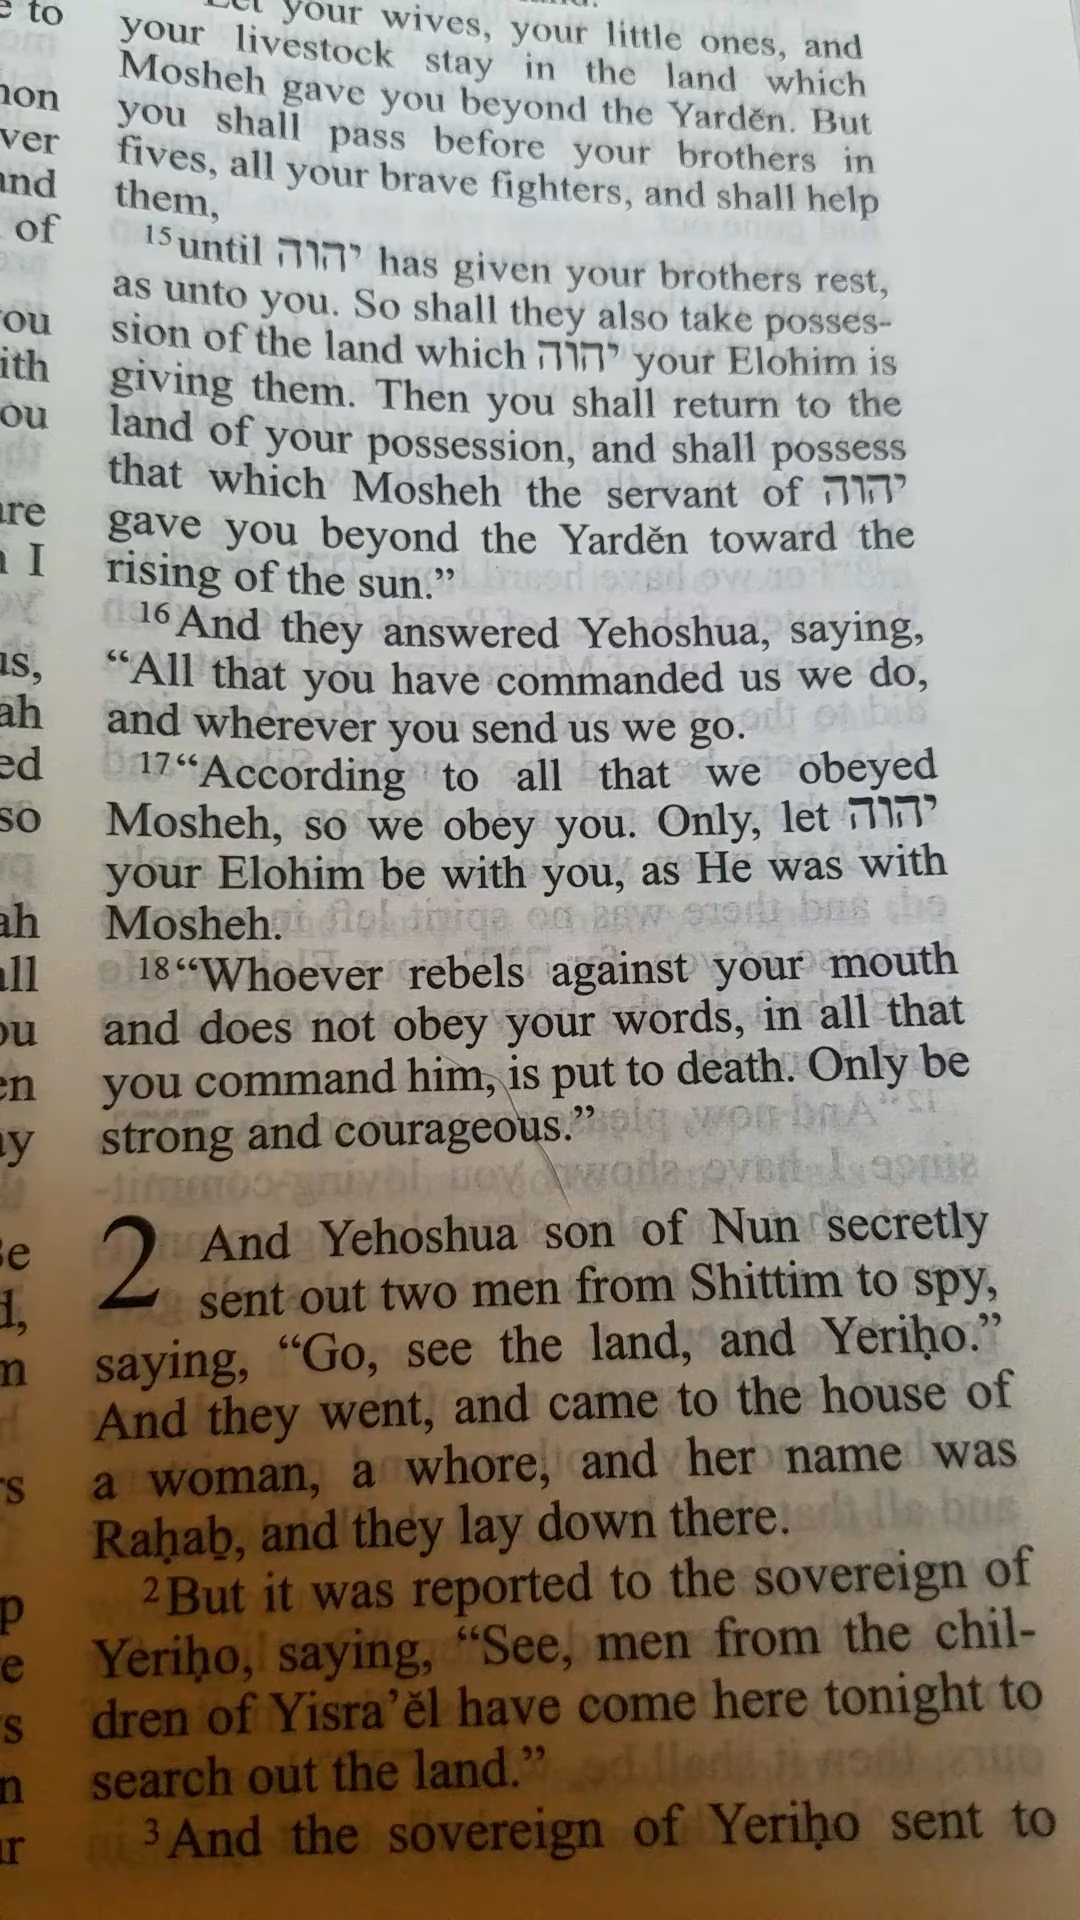 Let your wives, your little ones, and
your livestock stay in the land which
Mosheh gave you beyond the Yarděn. But
you shall pass before your brothers in
fives, all your brave fighters, and shall help
them,
15 until יהוה has given your brothers rest,
as unto you. So shall they also take posses-
sion of the land which יהוה your Elohim is
giving them. Then you shall return to the
land of your possession, and shall possess
that which Mosheh the servant of יהוה
gave you beyond the Yarděn toward the
rising of the sun.”
16 And they answered Yehoshua, saying,
“All that you have commanded us we do,
and wherever you send us we go.
17 “According to all that we obeyed
Mosheh, so we obey you. Only, let יהוה
your Elohim be with you, as He was with
Mosheh.
18 “Whoever rebels against your mouth
and does not obey your words, in all that
you command him, is put to death. Only be
strong and courageous.”
2 And Yehoshua son of Nun secretly
sent out two men from Shittim to spy,
saying, “Go, see the land, and Yeriḥo.”
And they went, and came to the house of
a woman, a whore, and her name was
Raḥaḇ, and they lay down there.
2 But it was reported to the sovereign of
Yeriḥo, saying, “See, men from the chil-
dren of Yisra’ěl have come here tonight to
search out the land.”
3 And the sovereign of Yeriḥo sent to